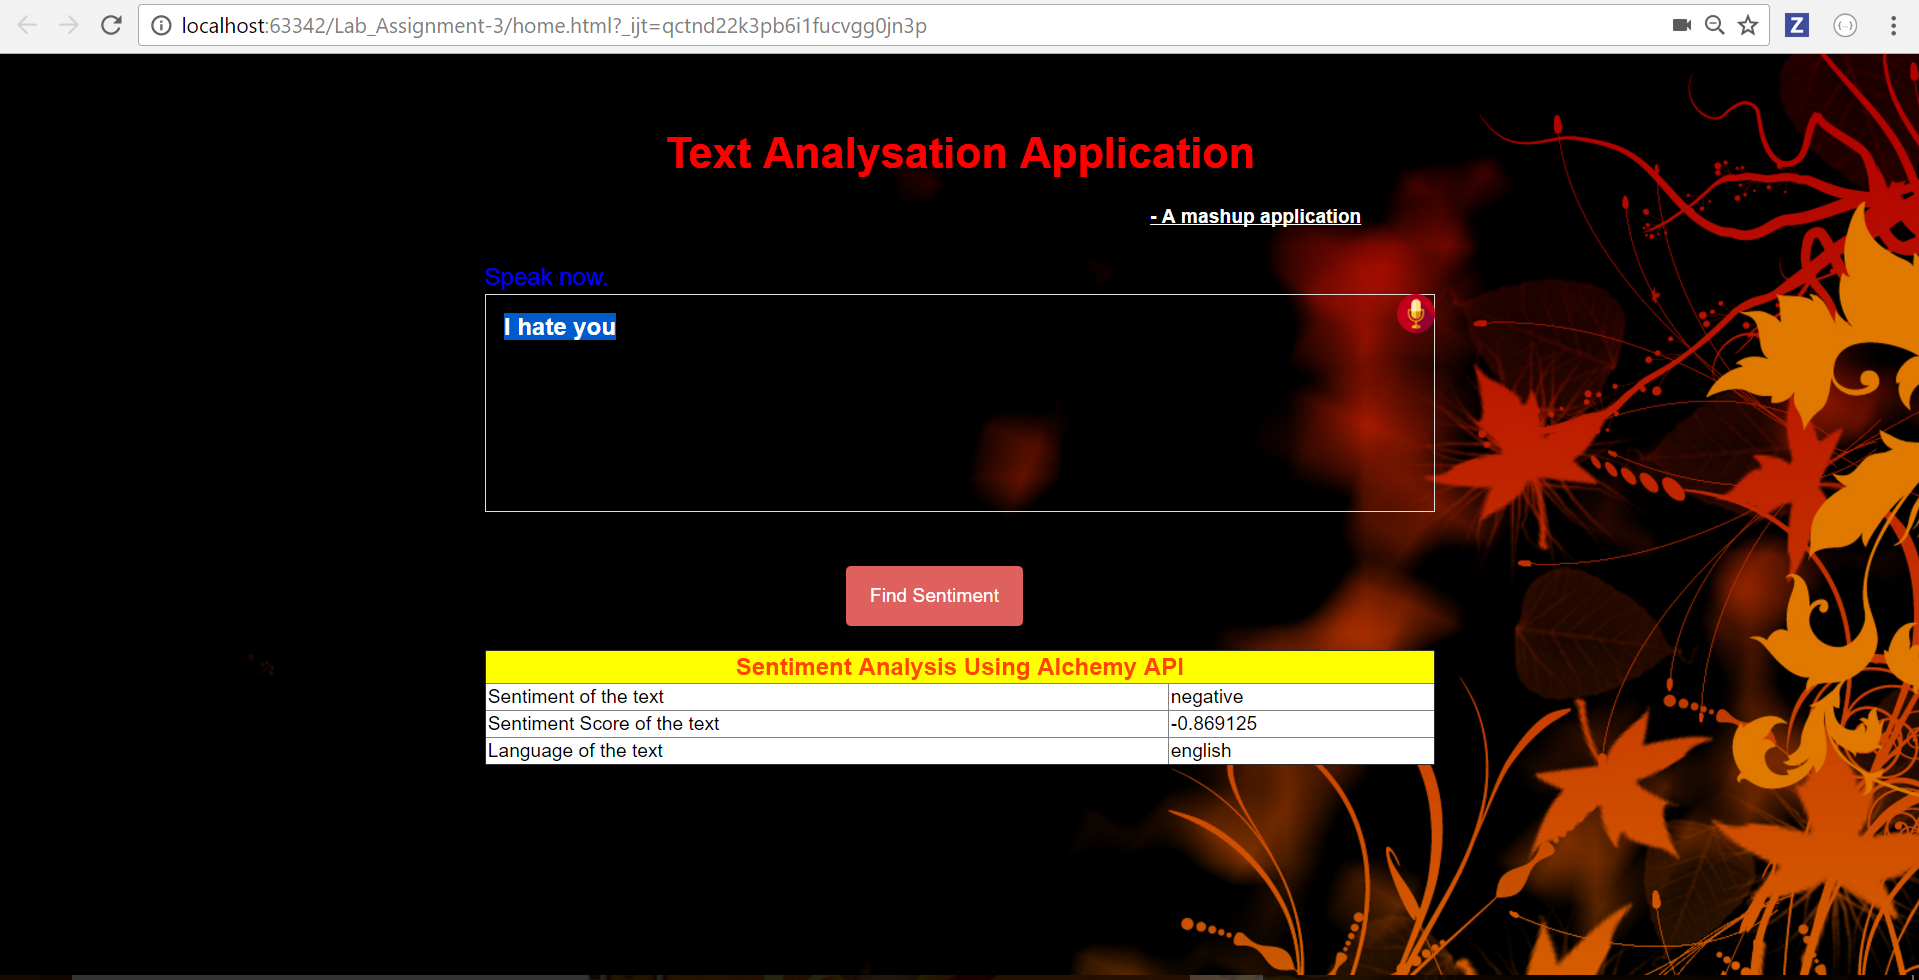 localhost:63342/Lab_Assignment-3/home.html?_ijt=qctnd22k3pb6i1fucvgg0jn3p
Z
Text Analysation Application
- A mashup application
Speak now.
I hate you
Find Sentiment
Sentiment Analysis Using Alchemy API
Sentiment of the text negative
Sentiment Score of the text -0.869125
Language of the text english